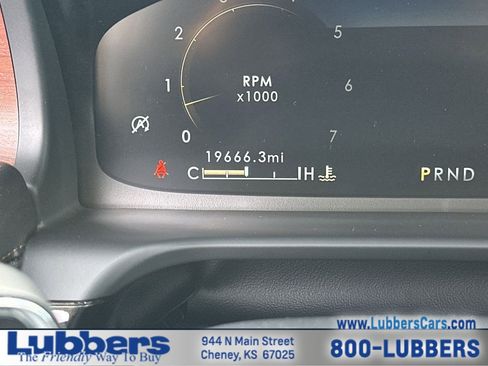 2
5
RPM
x1000
1
6
0
7
19666.3mi
C H
PRND
Lubbers
The Friendly Way To Buy
944 N Main Street
Cheney, KS 67025
www.LubbersCars.com
800-LUBBERS